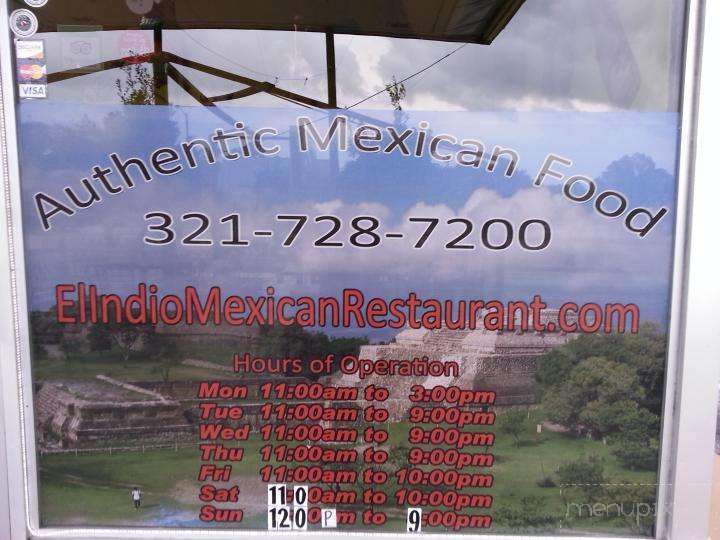 DISCOVER
MasterCard
VISA
Authentic Mexican Food
321-728-7200
ElIndioMexicanRestaurant.com
Hours of Operation
Mon 11:00am to 3:00pm
Tue 11:00am to 9:00pm
Wed 11:00am to 9:00pm
Thu 11:00am to 9:00pm
Fri 11:00am to 10:00pm
Sat 11:00am to 10:00pm
Sun 12:00pm to 9:00pm
menupix